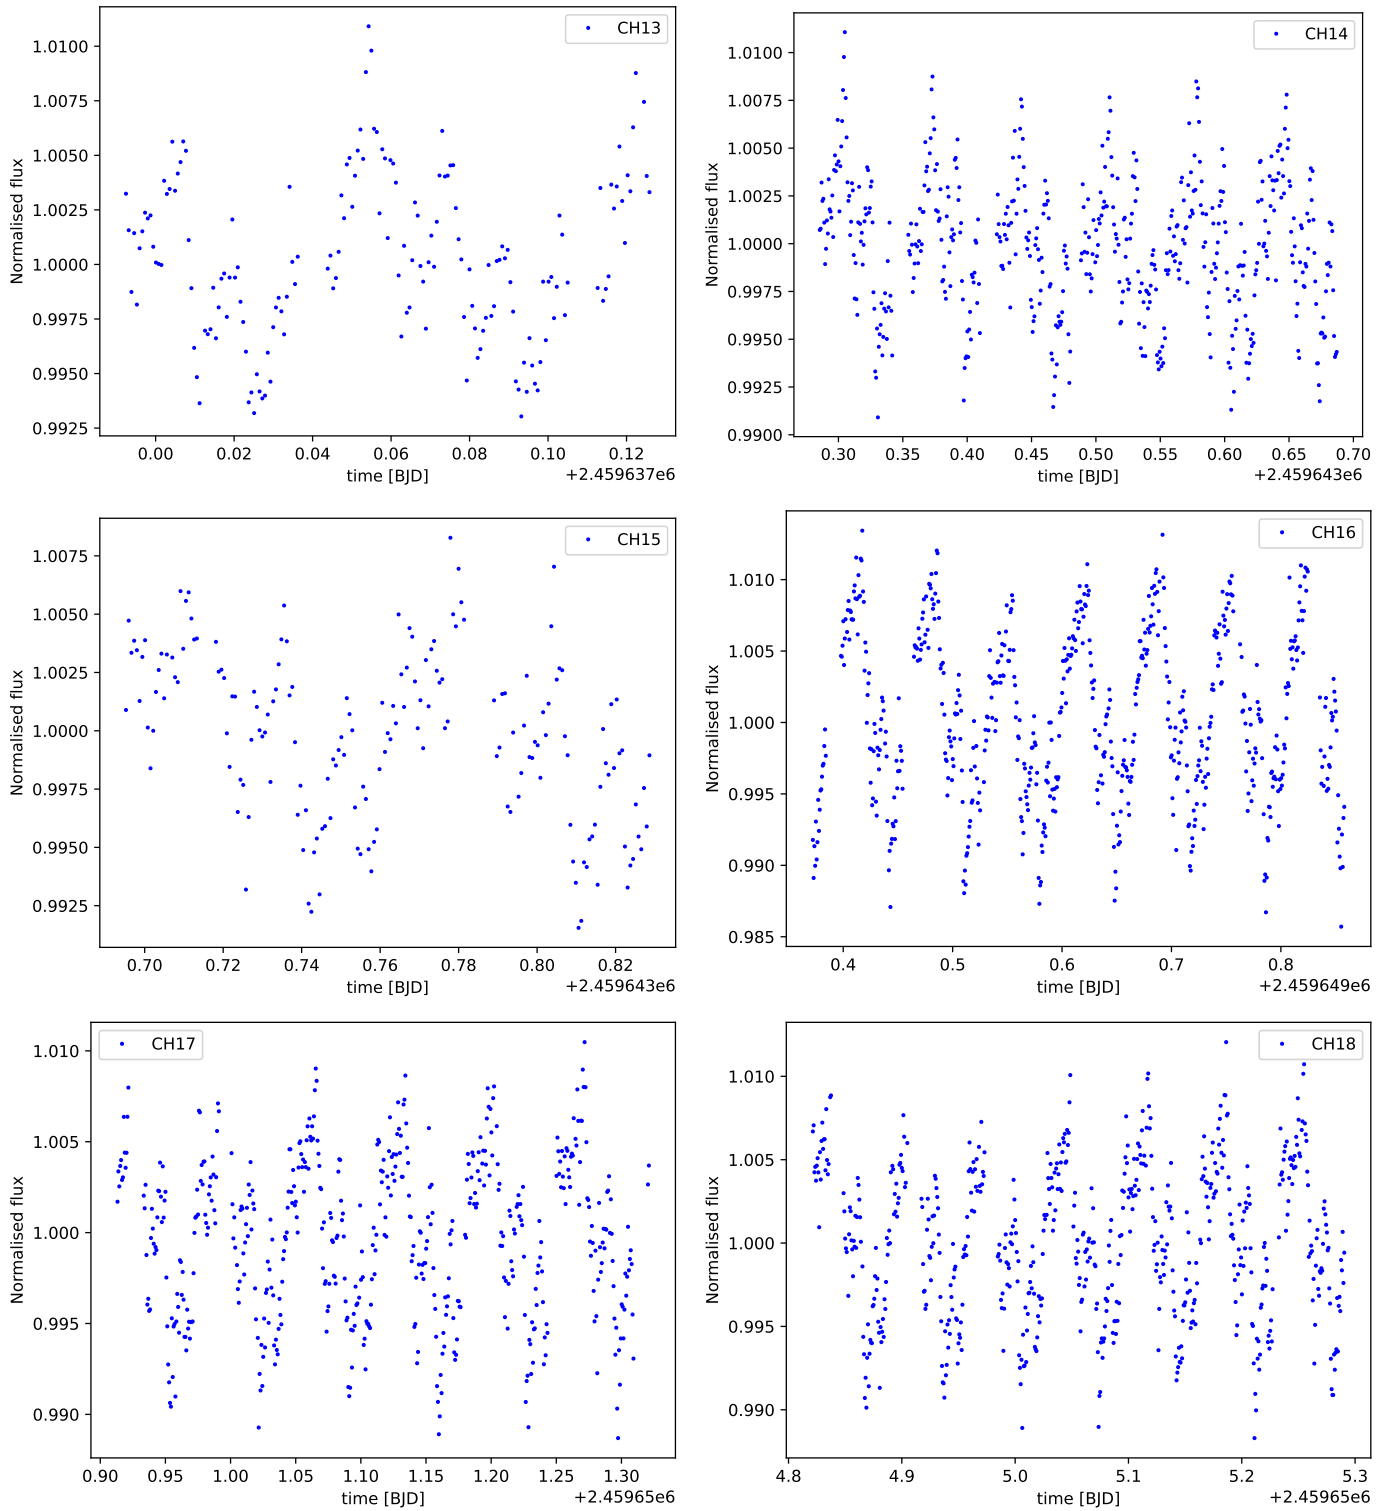 CH13
1.0100
1.0075
1.0050
1.0025
1.0000
0.9975
0.9950
0.9925
Normalised flux
0.00 0.02 0.04 0.06 0.08 0.10 0.12
time [BJD] +2.459637e6
CH14
1.0100
1.0075
1.0050
1.0025
1.0000
0.9975
0.9950
0.9925
0.9900
Normalised flux
0.30 0.35 0.40 0.45 0.50 0.55 0.60 0.65 0.70
time [BJD] +2.459643e6
CH15
1.0075
1.0050
1.0025
1.0000
0.9975
0.9950
0.9925
Normalised flux
0.70 0.72 0.74 0.76 0.78 0.80 0.82
time [BJD] +2.459643e6
CH16
1.010
1.005
1.000
0.995
0.990
0.985
Normalised flux
0.4 0.5 0.6 0.7 0.8
time [BJD] +2.459649e6
CH17
1.010
1.005
1.000
0.995
0.990
Normalised flux
0.90 0.95 1.00 1.05 1.10 1.15 1.20 1.25 1.30
time [BJD] +2.45965e6
CH18
1.010
1.005
1.000
0.995
0.990
Normalised flux
4.8 4.9 5.0 5.1 5.2 5.3
time [BJD] +2.45965e6